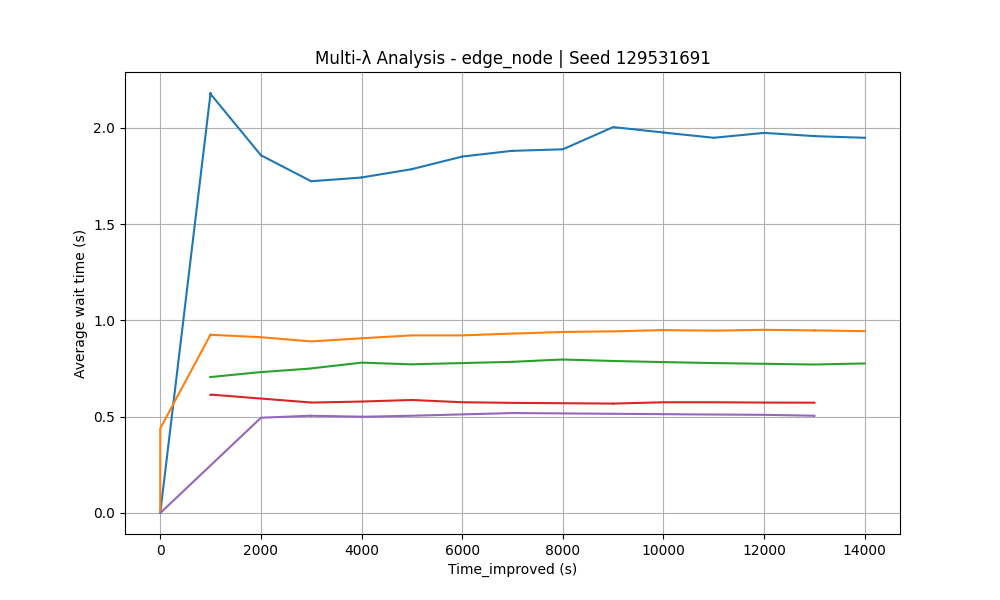 Multi-λ Analysis - edge_node | Seed 129531691
Average wait time (s)
2.0
1.5
1.0
0.5
0.0
0 2000 4000 6000 8000 10000 12000 14000
Time_improved (s)